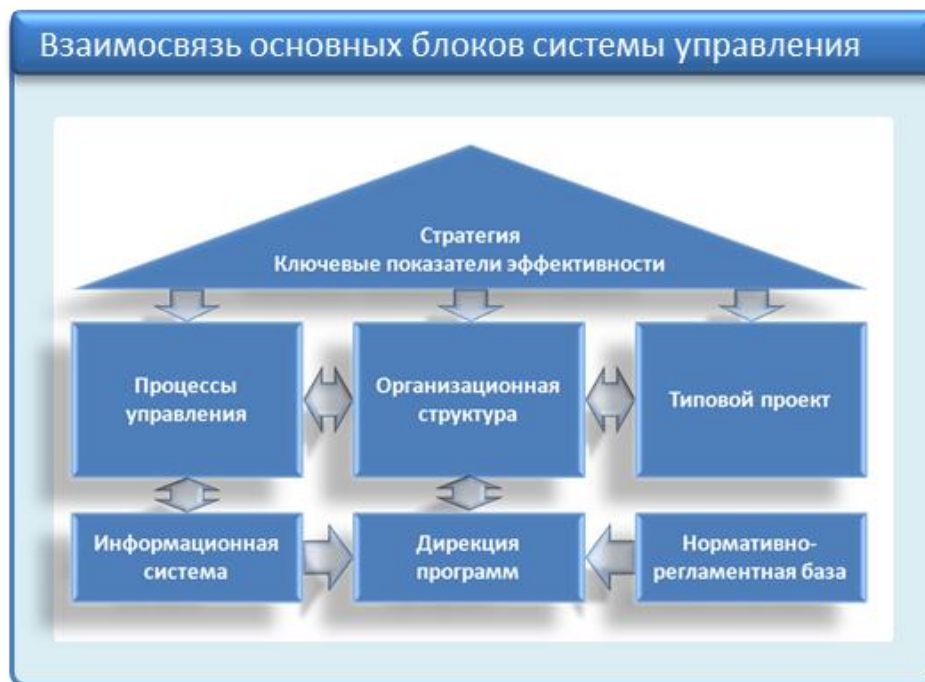 Взаимосвязь основных блоков системы управления
Стратегия
Ключевые показатели эффективности
Процессы
управления
Организационная
структура
Типовой проект
Информационная
система
Дирекция
программ
Нормативно-
регламентная база